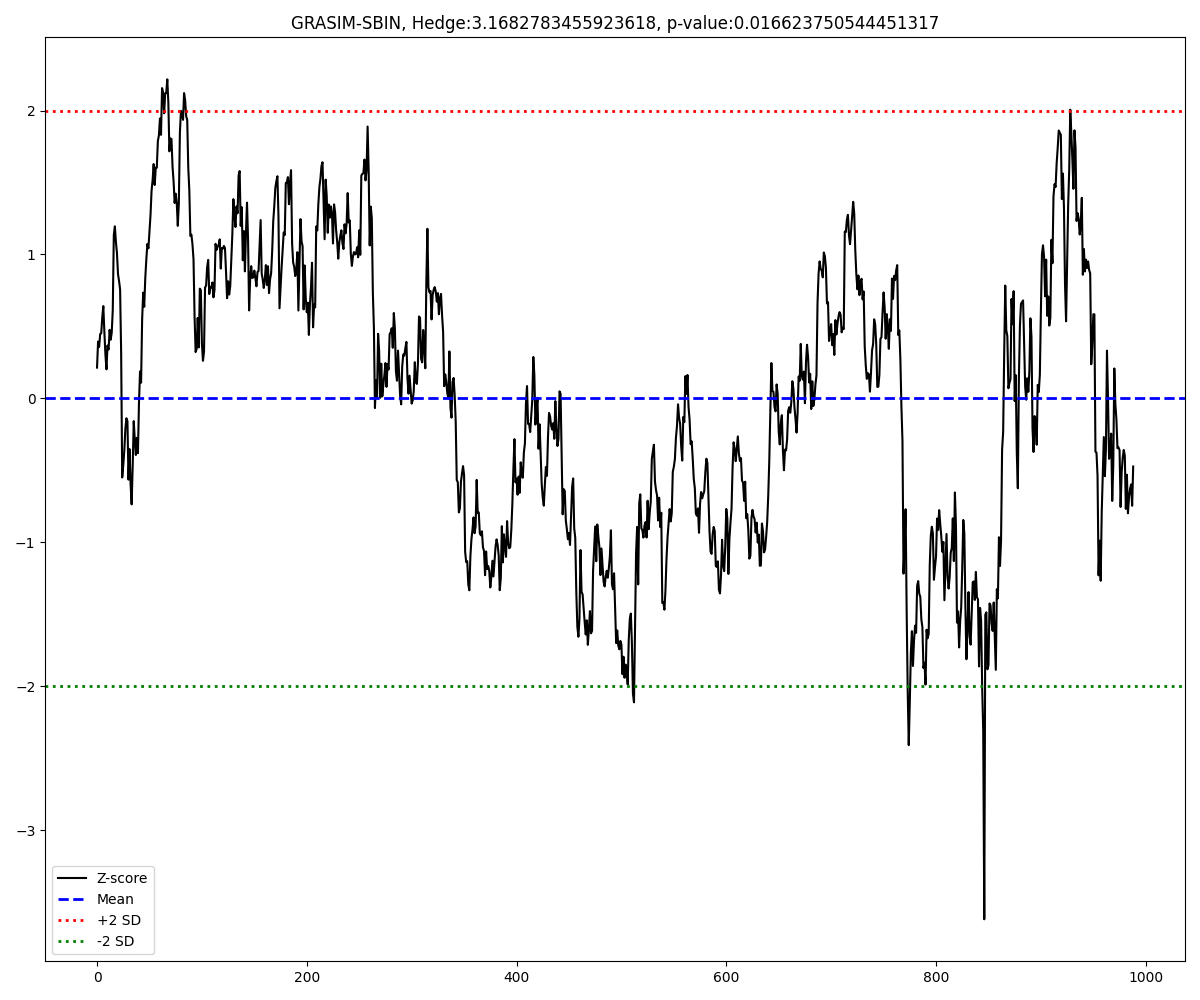 GRASIM-SBIN, Hedge:3.1682783455923618, p-value:0.016623750544451317
2
1
0
−1
−2
−3
Z-score
Mean
+2 SD
-2 SD
0 200 400 600 800 1000